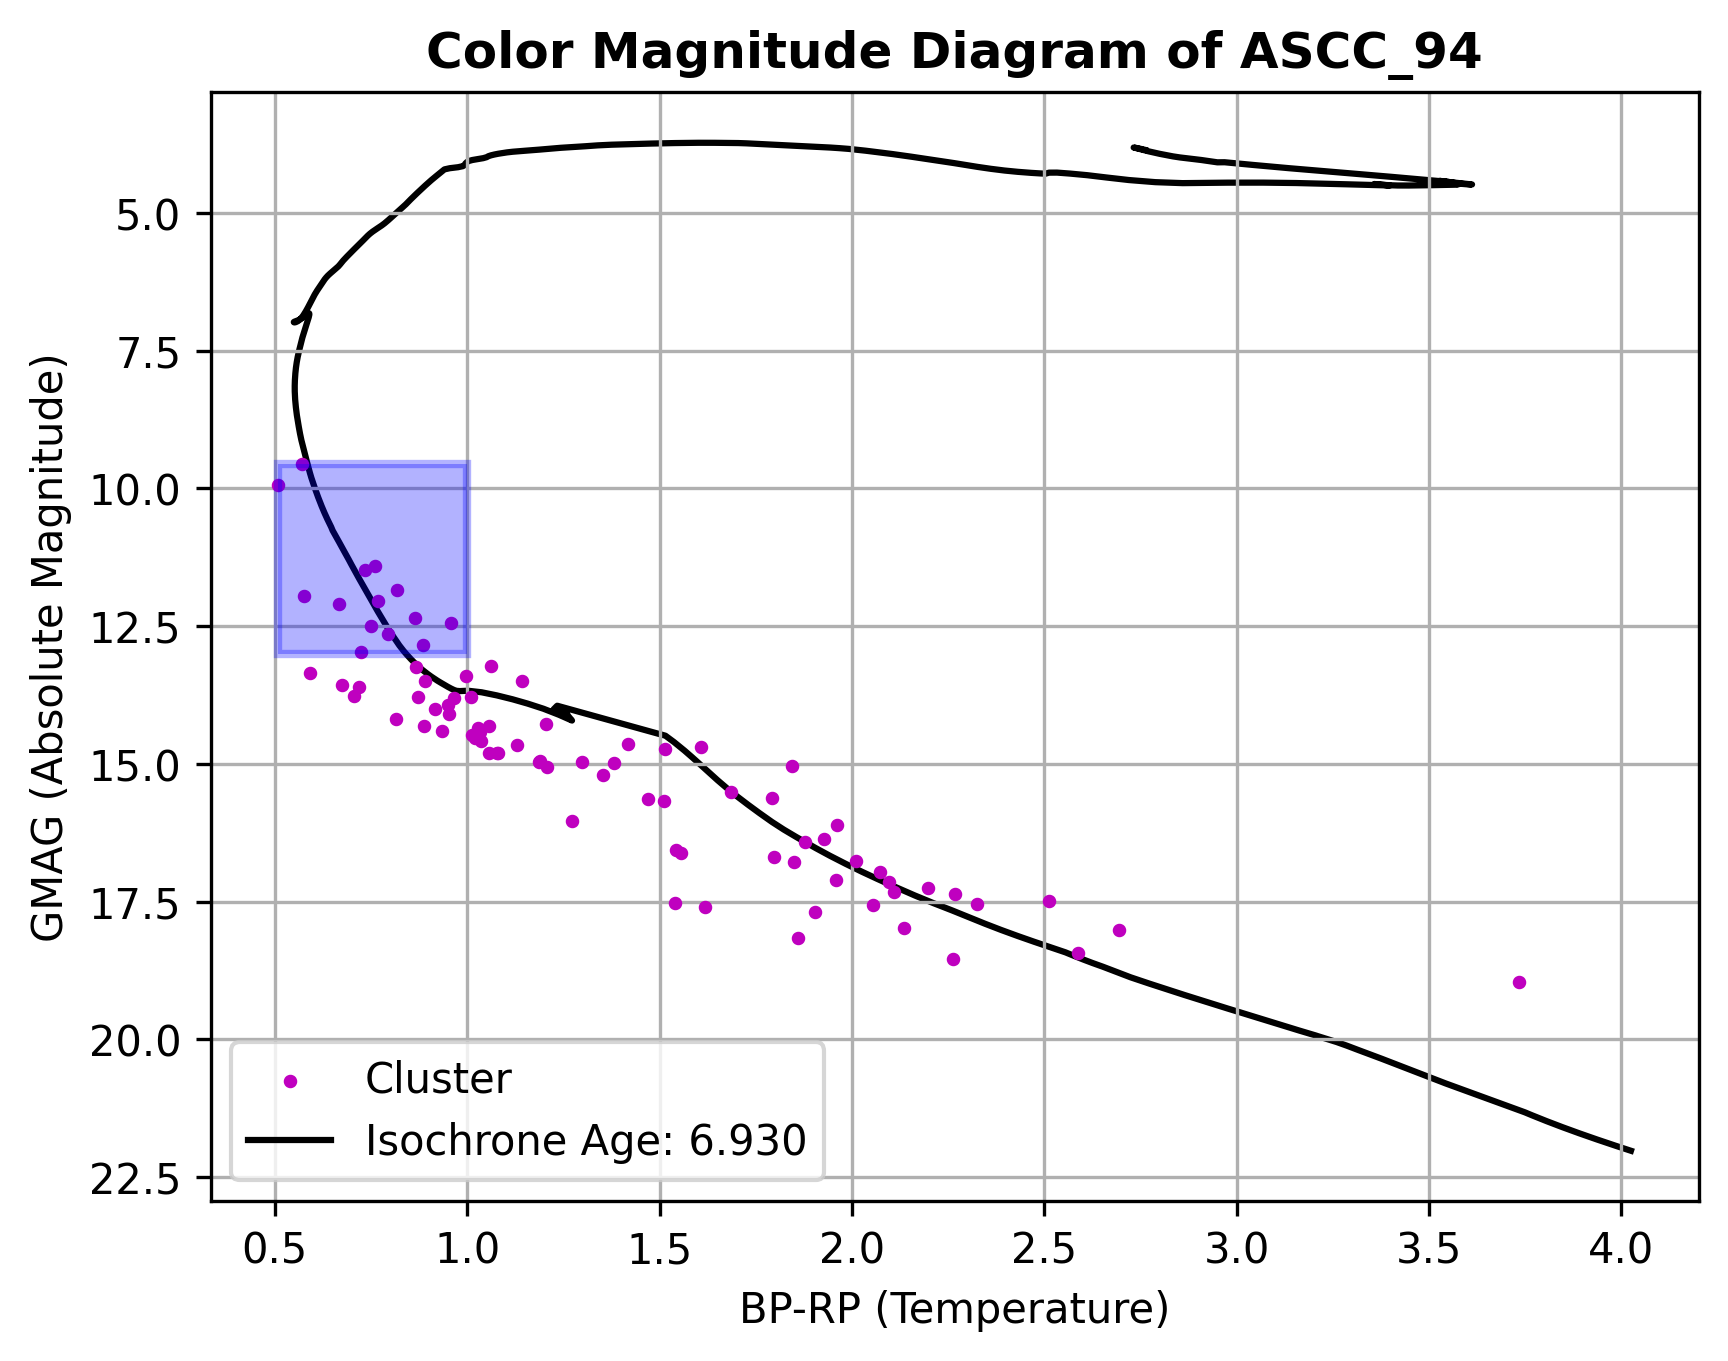 Color Magnitude Diagram of ASCC_94
GMAG (Absolute Magnitude)
5.0
7.5
10.0
12.5
15.0
17.5
20.0
22.5
Cluster
Isochrone Age: 6.930
0.5 1.0 1.5 2.0 2.5 3.0 3.5 4.0
BP-RP (Temperature)